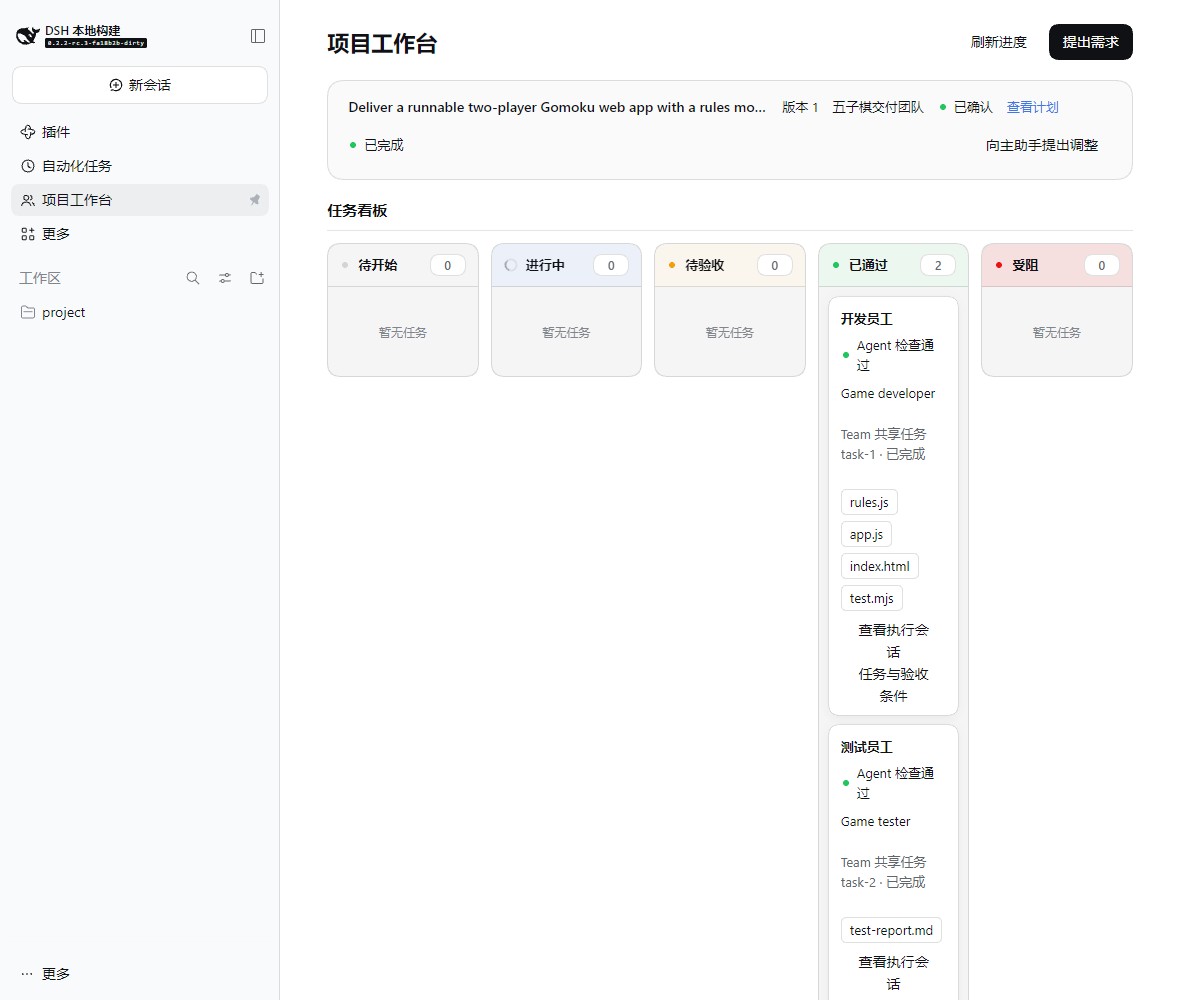 DSH 本地构建
0.2.2-rc.3-fa18b2b-dirty
新会话
插件
自动化任务
项目工作台
更多
工作区
project
更多
项目工作台
刷新进度
提出需求
Deliver a runnable two-player Gomoku web app with a rules mo...
版本 1
五子棋交付团队
已确认
查看计划
已完成
向主助手提出调整
任务看板
待开始
0
暂无任务
进行中
0
暂无任务
待验收
0
暂无任务
已通过
2
开发员工
Agent 检查通
过
Game developer
Team 共享任务
task-1 · 已完成
rules.js
app.js
index.html
test.mjs
查看执行会
话
任务与验收
条件
测试员工
Agent 检查通
过
Game tester
Team 共享任务
task-2 · 已完成
test-report.md
查看执行会
话
受阻
0
暂无任务